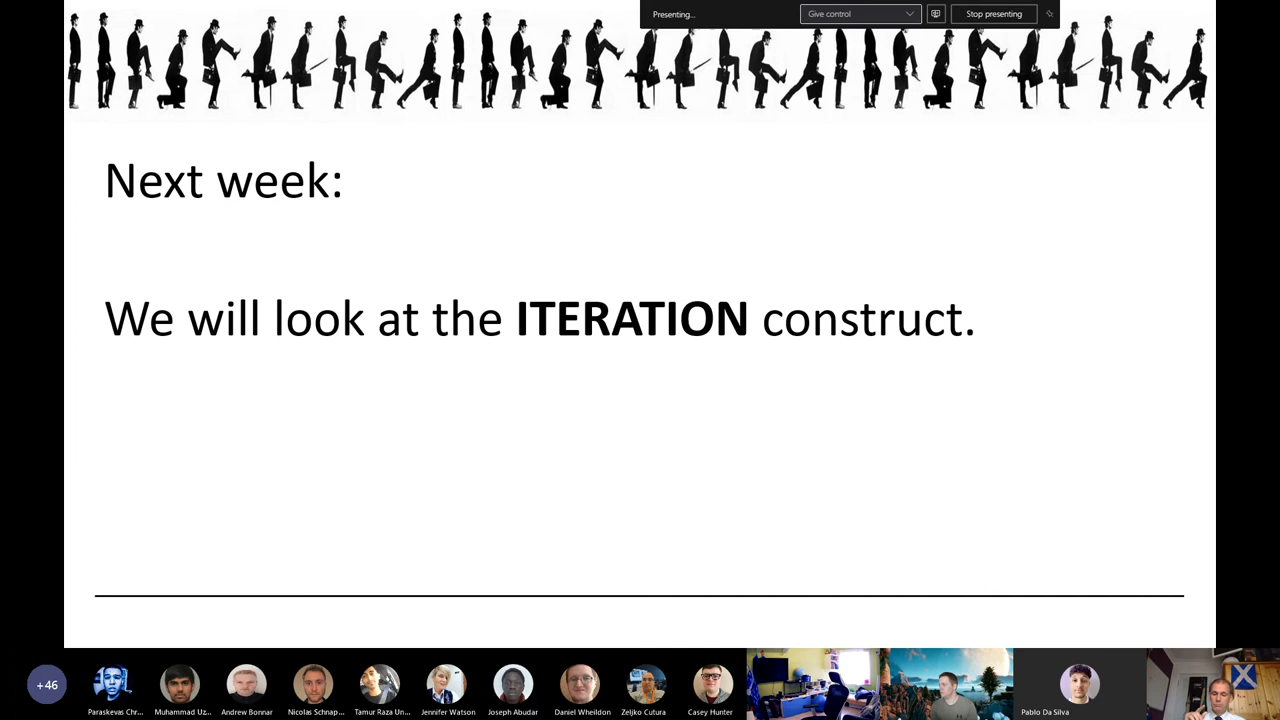 Presenting...
Give control
Stop presenting
Next week:
We will look at the ITERATION construct.
+46
Paraskevas Chr...
Muhammad Uz...
Andrew Bonnar
Nicolas Schnap...
Tamur Raza Un...
Jennifer Watson
Joseph Abudar
Daniel Wheildon
Zeljko Cutura
Casey Hunter
Pablo Da Silva